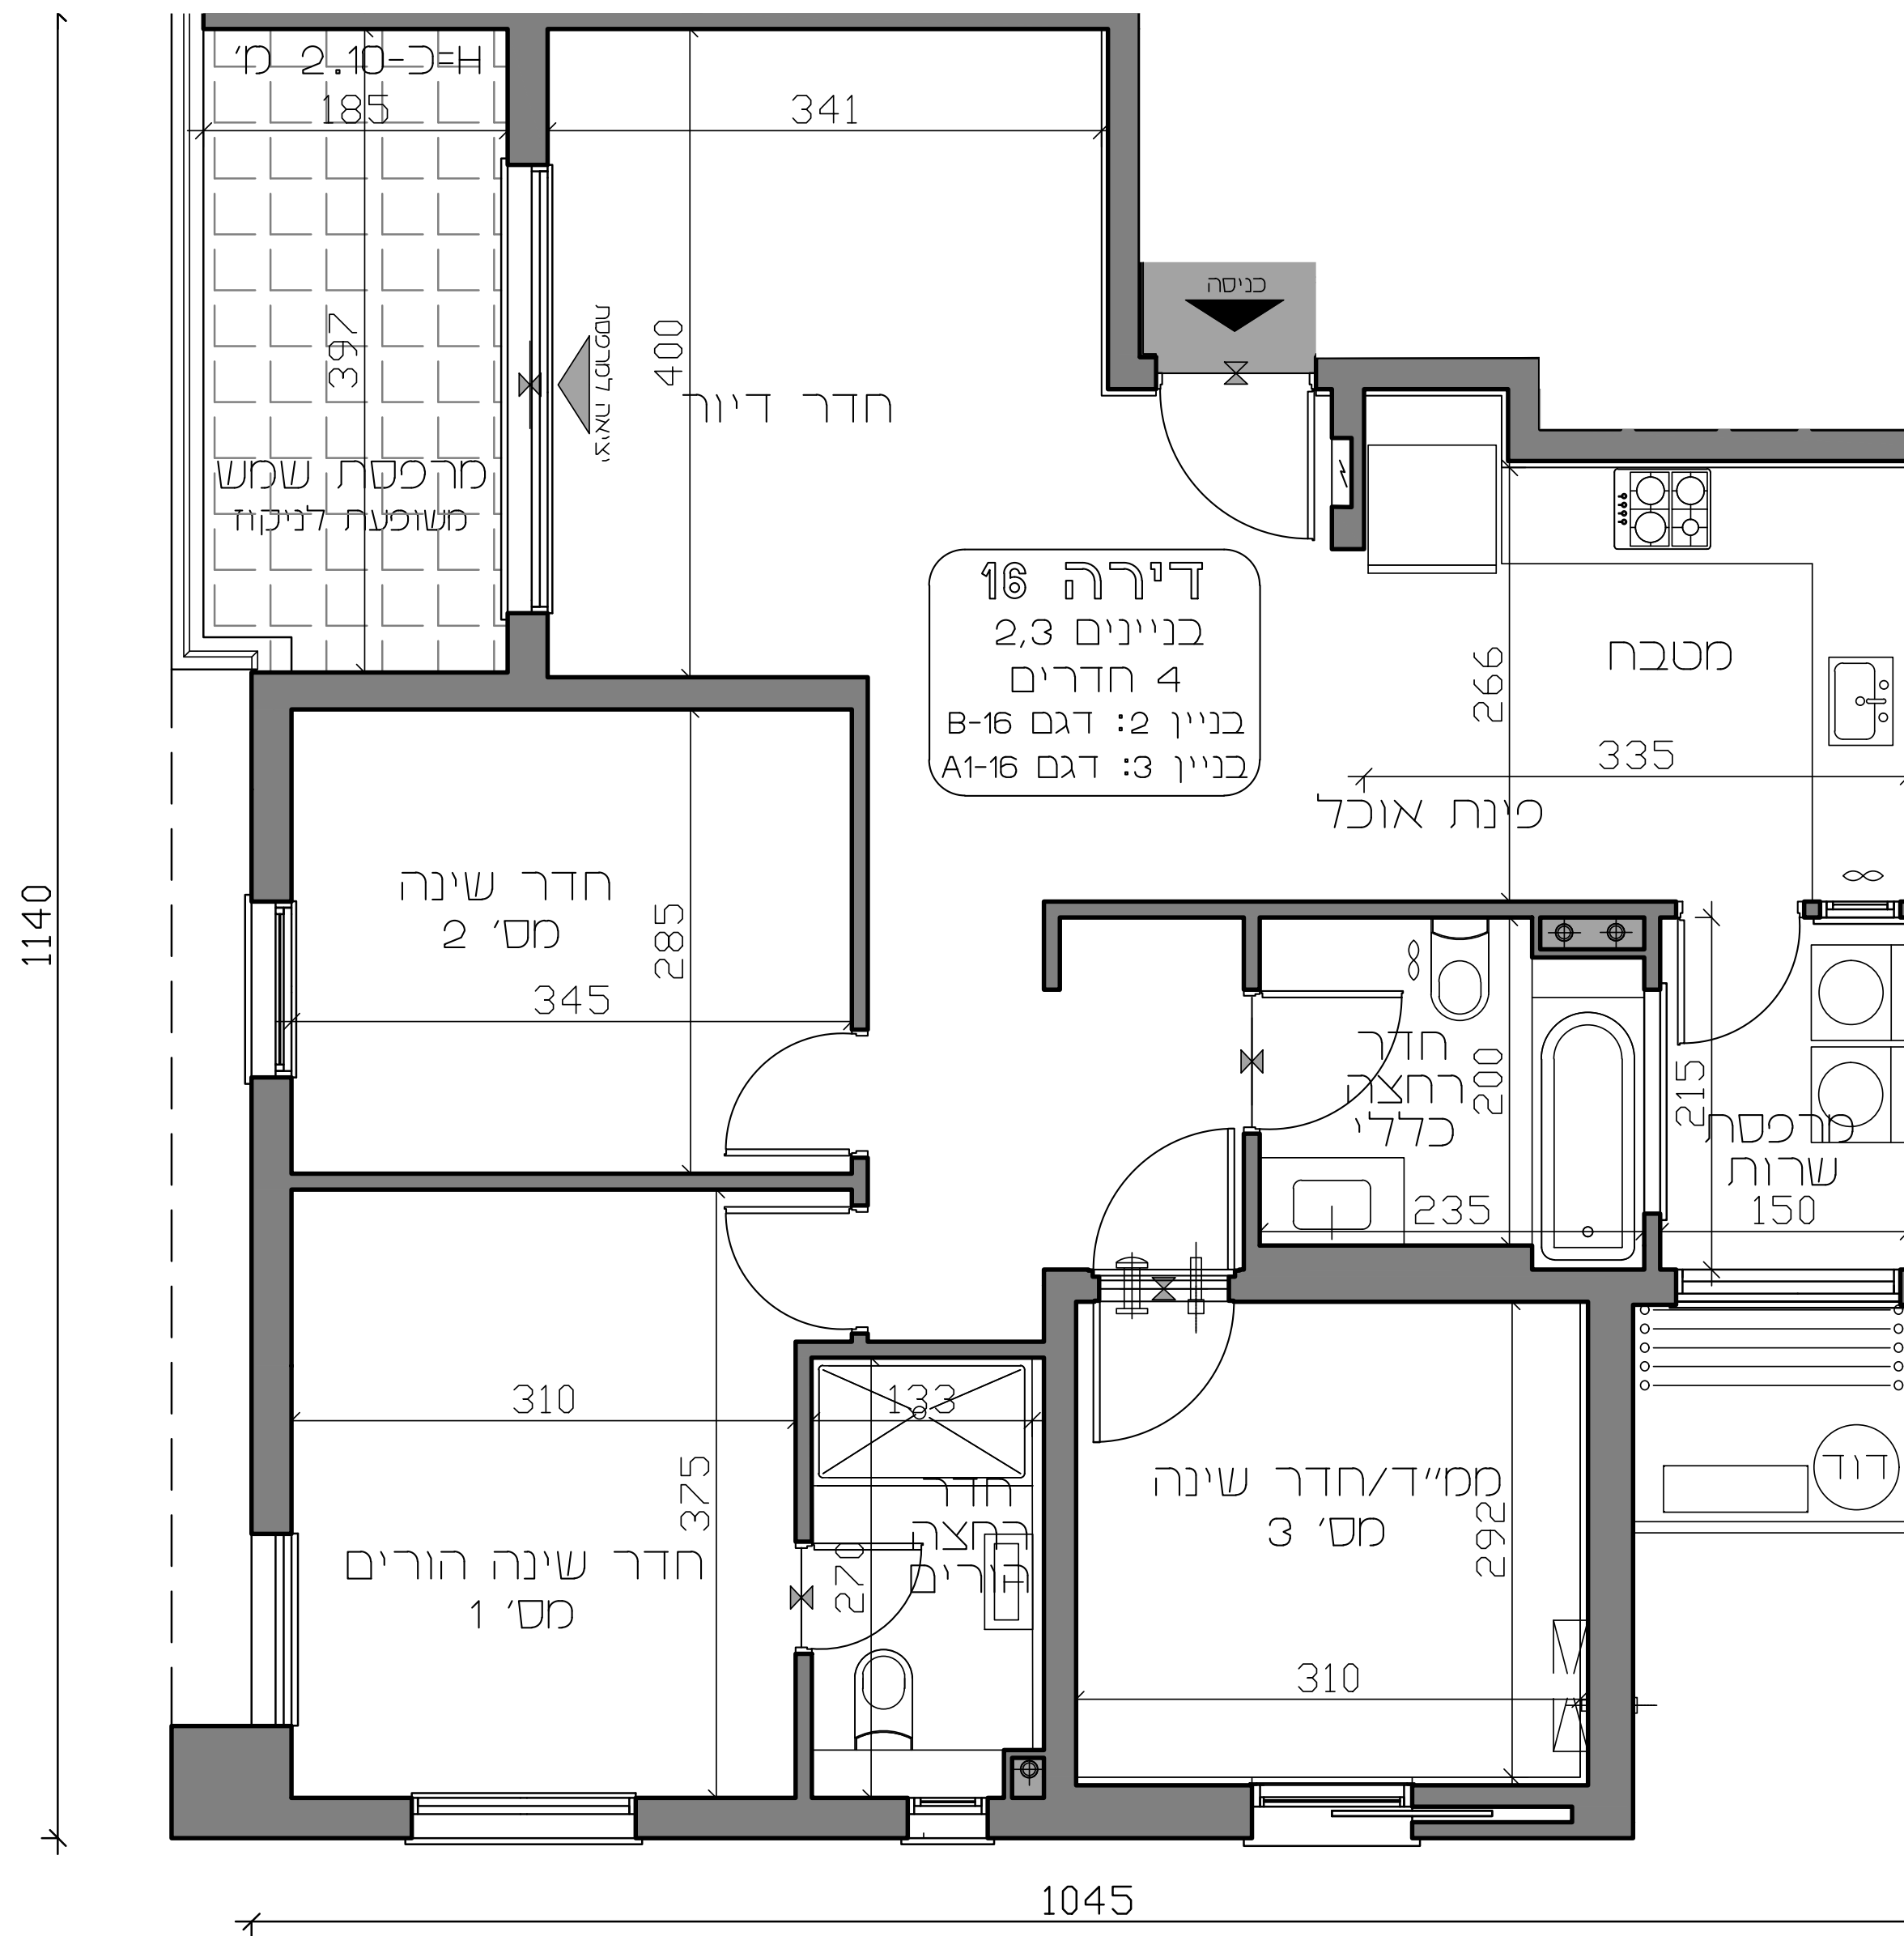 H=כ-2.10 מ'
185
341
כניסה
397
400
יציאה למרפסת
חדר דיור
מרפסת שמש
משופעת לניקוז
דירה 16
בניינים 2,3
4 חדרים
בניין 2: דגם B-16
בניין 3: דגם A1-16
מטבח
266
335
פינת אוכל
1140
חדר שינה
מס' 2
285
345
חדר
רחצה
כללי
200
235
215
מרפסת
שרות
150
310
133
375
חדר
רחצה
הורים
270
חדר שינה הורים
מס' 1
ממ"ד/חדר שינה
מס' 3
292
310
דוד
1045